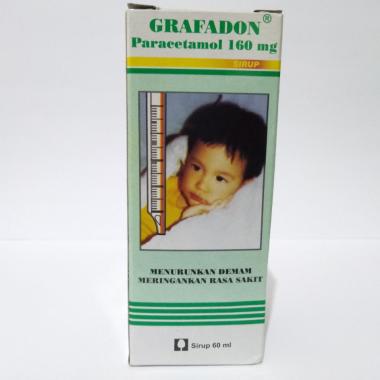 GRAFADON®
Paracetamol 160 mg
SIRUP
MENURUNKAN DEMAM
MERINGANKAN RASA SAKIT
Sirup 60 ml